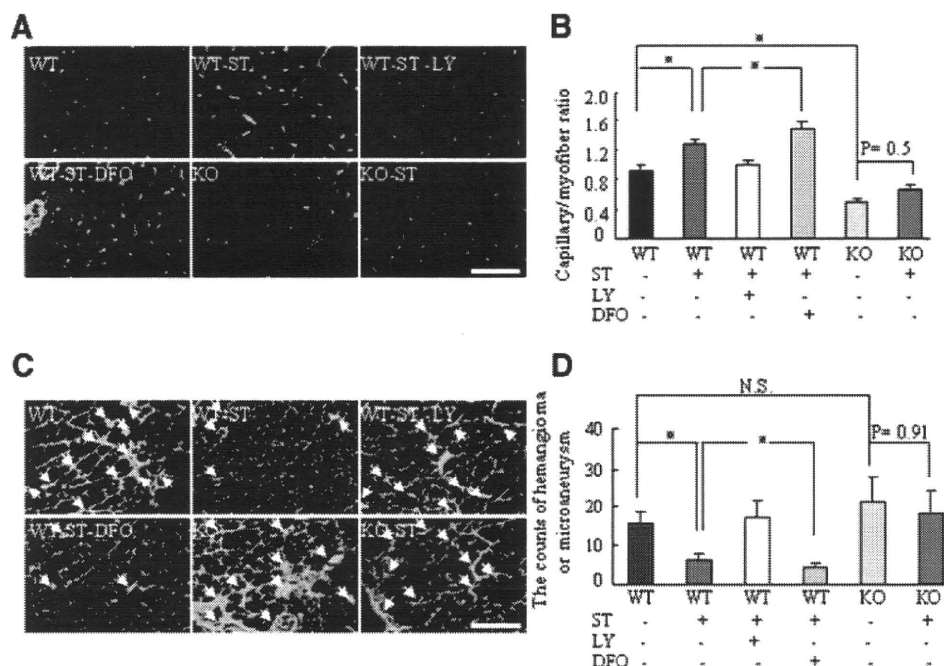 A
WT
WT-ST
WT-ST-LY
WT-ST-DFO
KO
KO-ST
B
Capillary/myofiber ratio
2.0
1.6
1.2
0.8
0.4
0
*
*
*
P= 0.5
WT WT WT WT KO KO
ST - + + + - +
LY - - + - - -
DFO - - - + - -
C
WT
WT-ST
WT-ST-LY
WT-ST-DFO
KO
KO-ST
D
The counts of hemangioma
or microaneurysm
40
30
20
10
0
N.S.
*
*
P= 0.91
WT WT WT WT KO KO
ST - + + + - +
LY - - + - - -
DFO - - - + - -